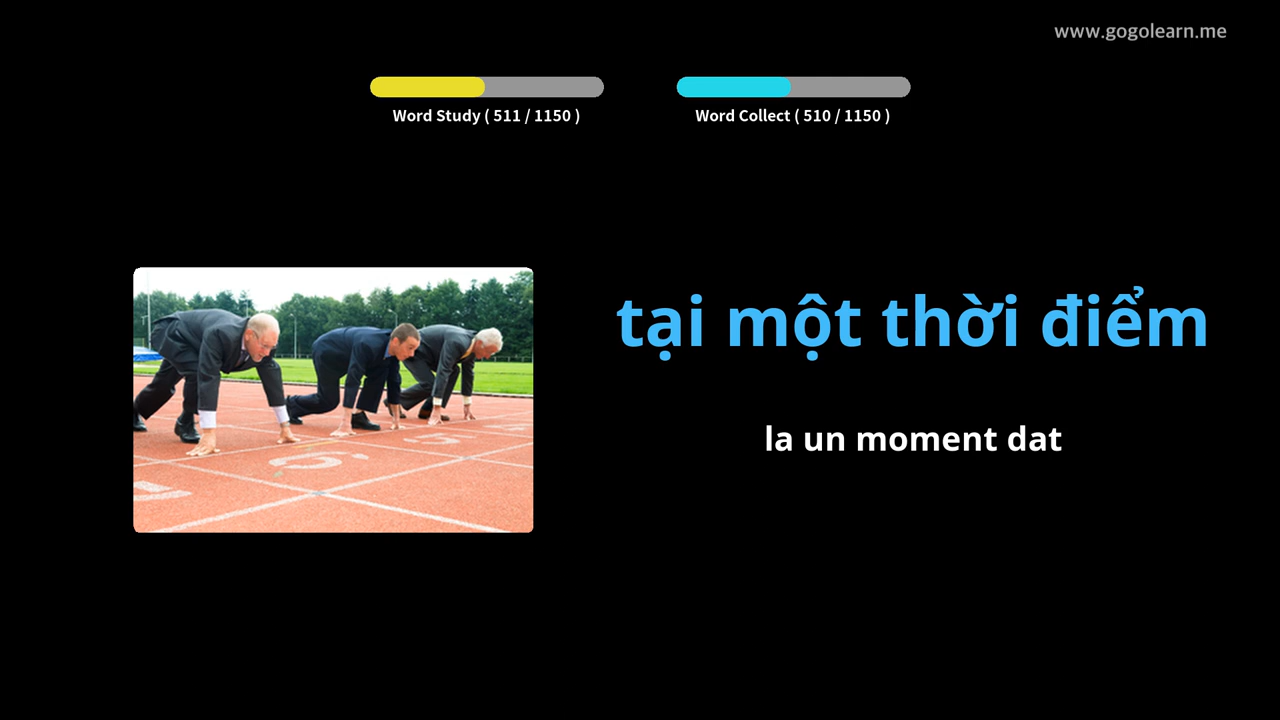 www.gogolearn.me
Word Study ( 511 / 1150 )
Word Collect ( 510 / 1150 )
tại một thời điểm
la un moment dat